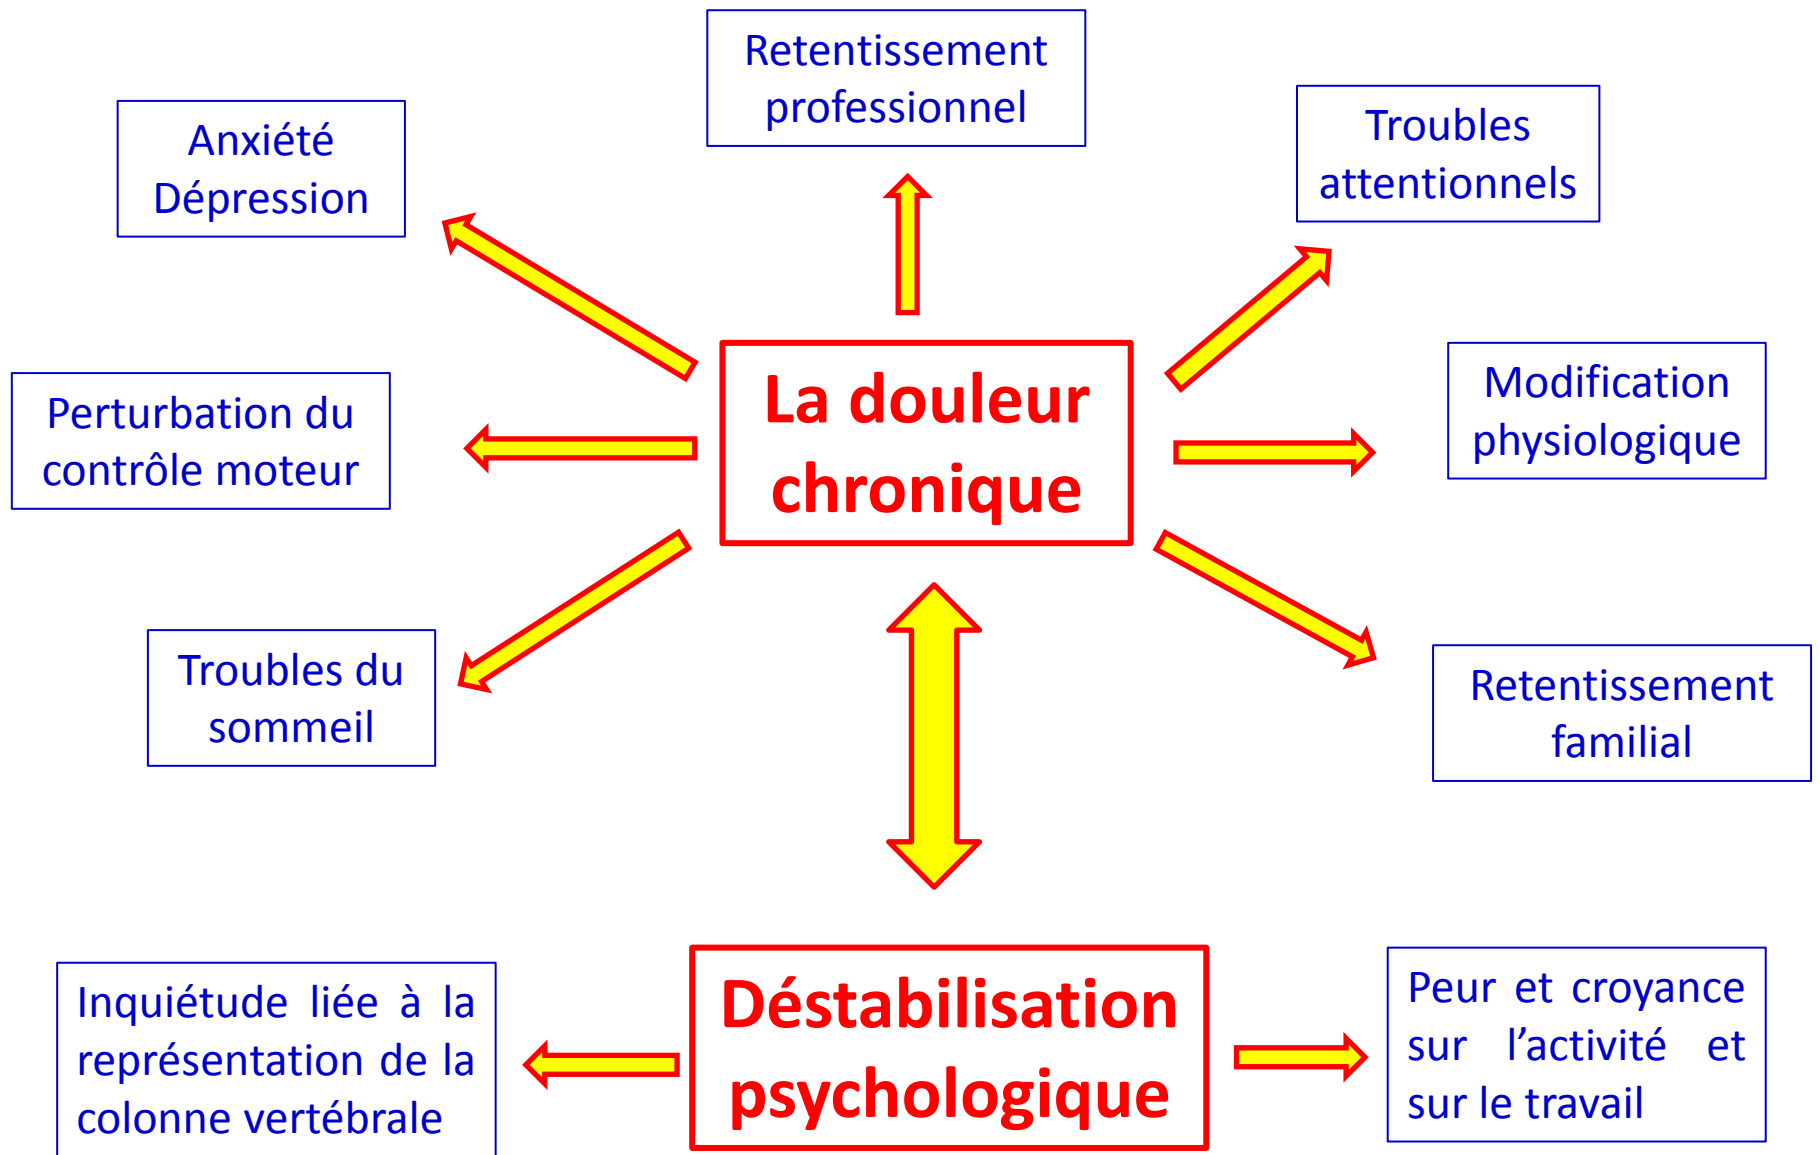 Retentissement
professionnel
Anxiété
Dépression
Troubles
attentionnels
La douleur
chronique
Perturbation du
contrôle moteur
Modification
physiologique
Troubles du
sommeil
Retentissement
familial
Déstabilisation
psychologique
Inquiétude liée à la
représentation de la
colonne vertébrale
Peur et croyance
sur l’activité et
sur le travail